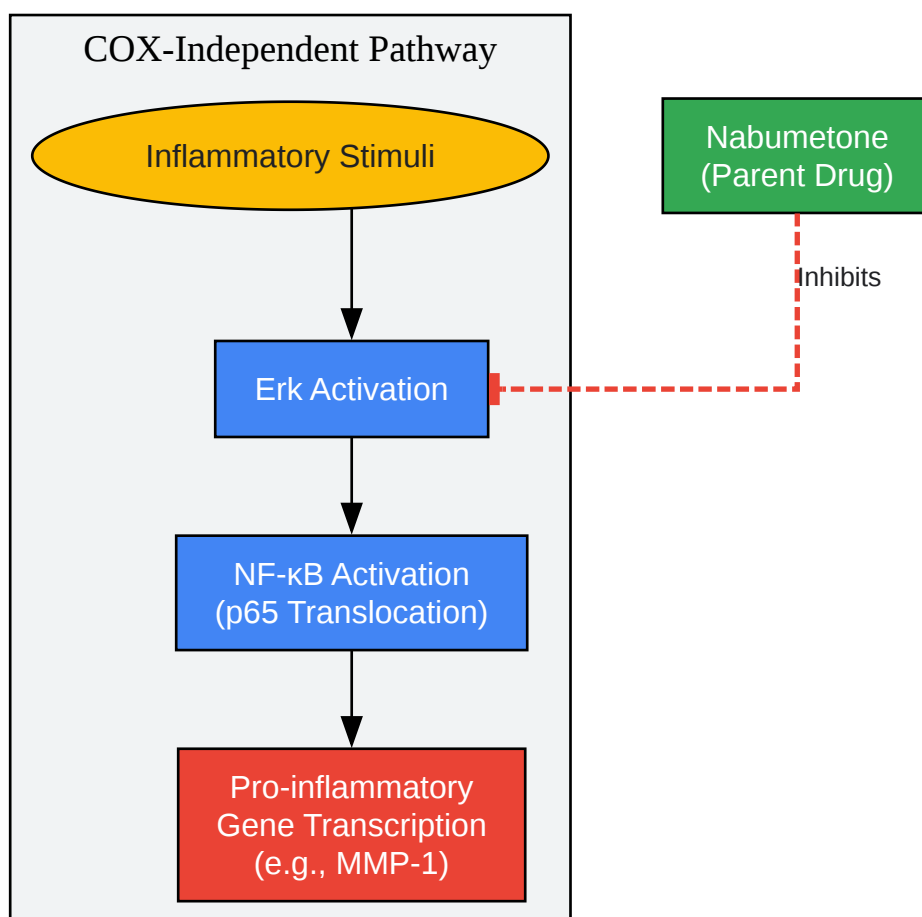 COX-Independent Pathway
Inflammatory Stimuli
Nabumetone
(Parent Drug)
Inhibits
Erk Activation
NF-κB Activation
(p65 Translocation)
Pro-inflammatory
Gene Transcription
(e.g., MMP-1)